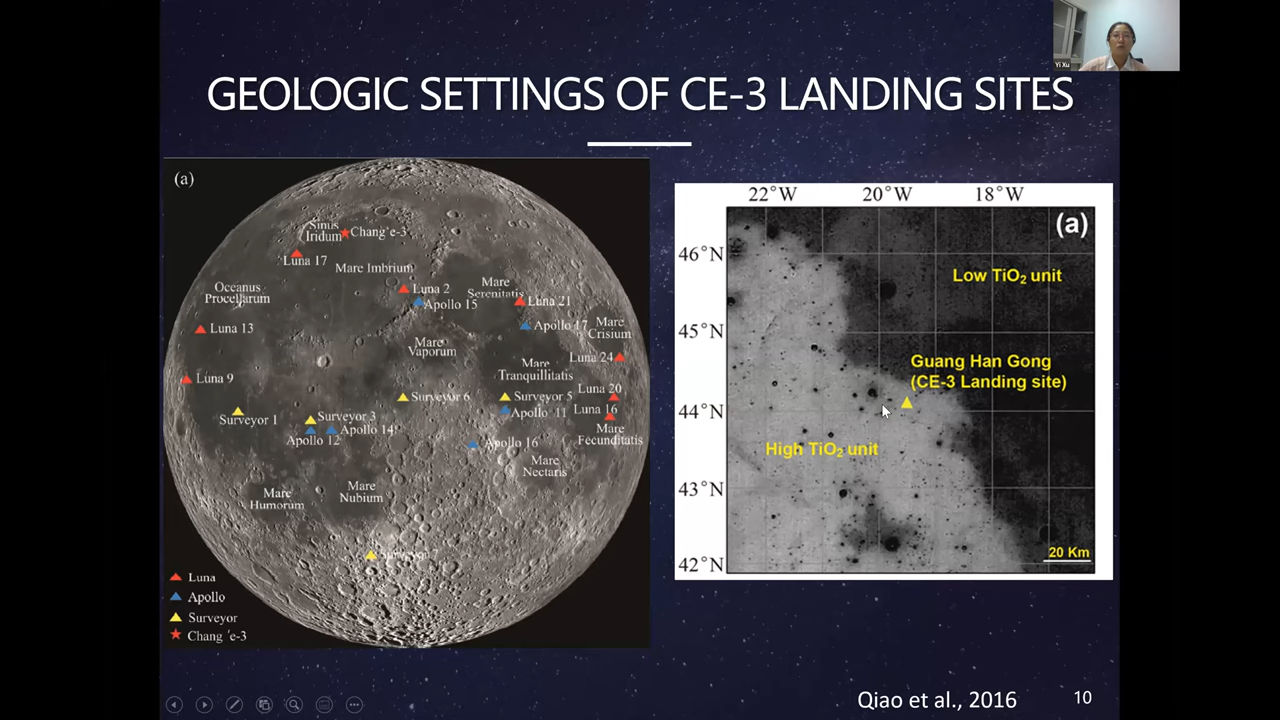 Yi Xu
GEOLOGIC SETTINGS OF CE-3 LANDING SITES
(a)
Sinus
Iridum
Chang'e-3
Luna 17
Mare Imbrium
Oceanus
Procellarum
Luna 2
Apollo 15
Mare
Serenitatis
Luna 21
Luna 13
Apollo 17
Mare
Crisium
Mare
Vaporum
Luna 24
Mare
Tranquillitatis
Luna 9
Luna 20
Surveyor 6
Surveyor 5
Surveyor 1
Surveyor 3
Apollo 11
Luna 16
Apollo 12
Apollo 14
Mare
Fecunditatis
Apollo 16
Mare
Nectaris
Mare
Humorum
Mare
Nubium
Surveyor 7
Luna
Apollo
Surveyor
Chang 'e-3
22°W 20°W 18°W
(a)
46°N
Low TiO₂ unit
45°N
Guang Han Gong
(CE-3 Landing site)
44°N
High TiO₂ unit
43°N
42°N
20 Km
Qiao et al., 2016
10